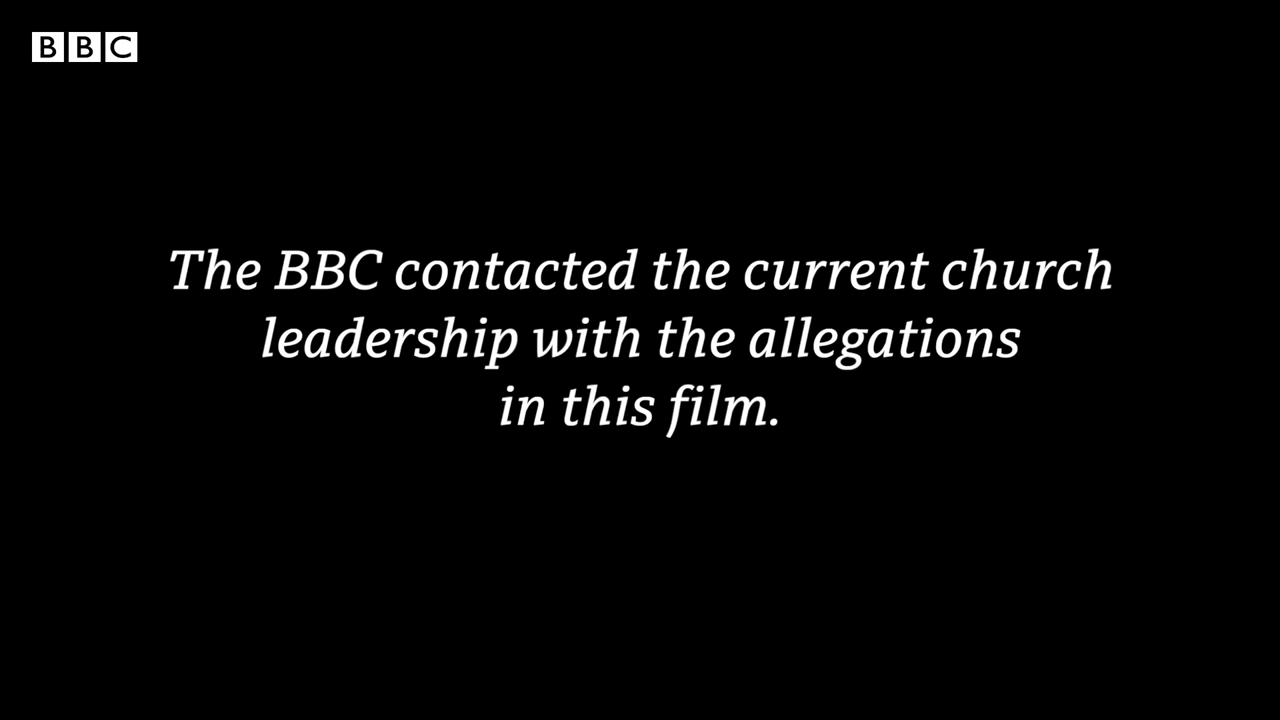 BBC
The BBC contacted the current church
leadership with the allegations
in this film.